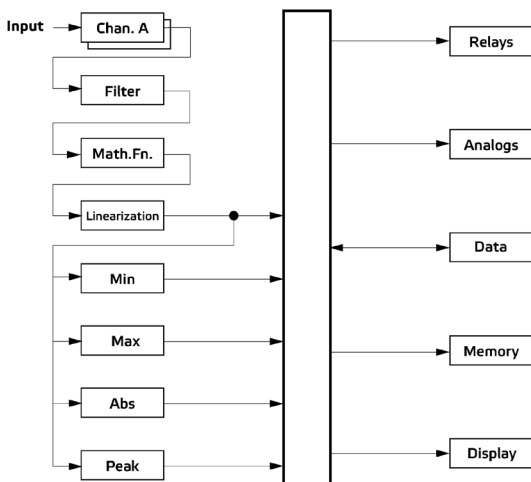 Input
Chan. A
Filter
Math.Fn.
Linearization
Min
Max
Abs
Peak
Relays
Analogs
Data
Memory
Display